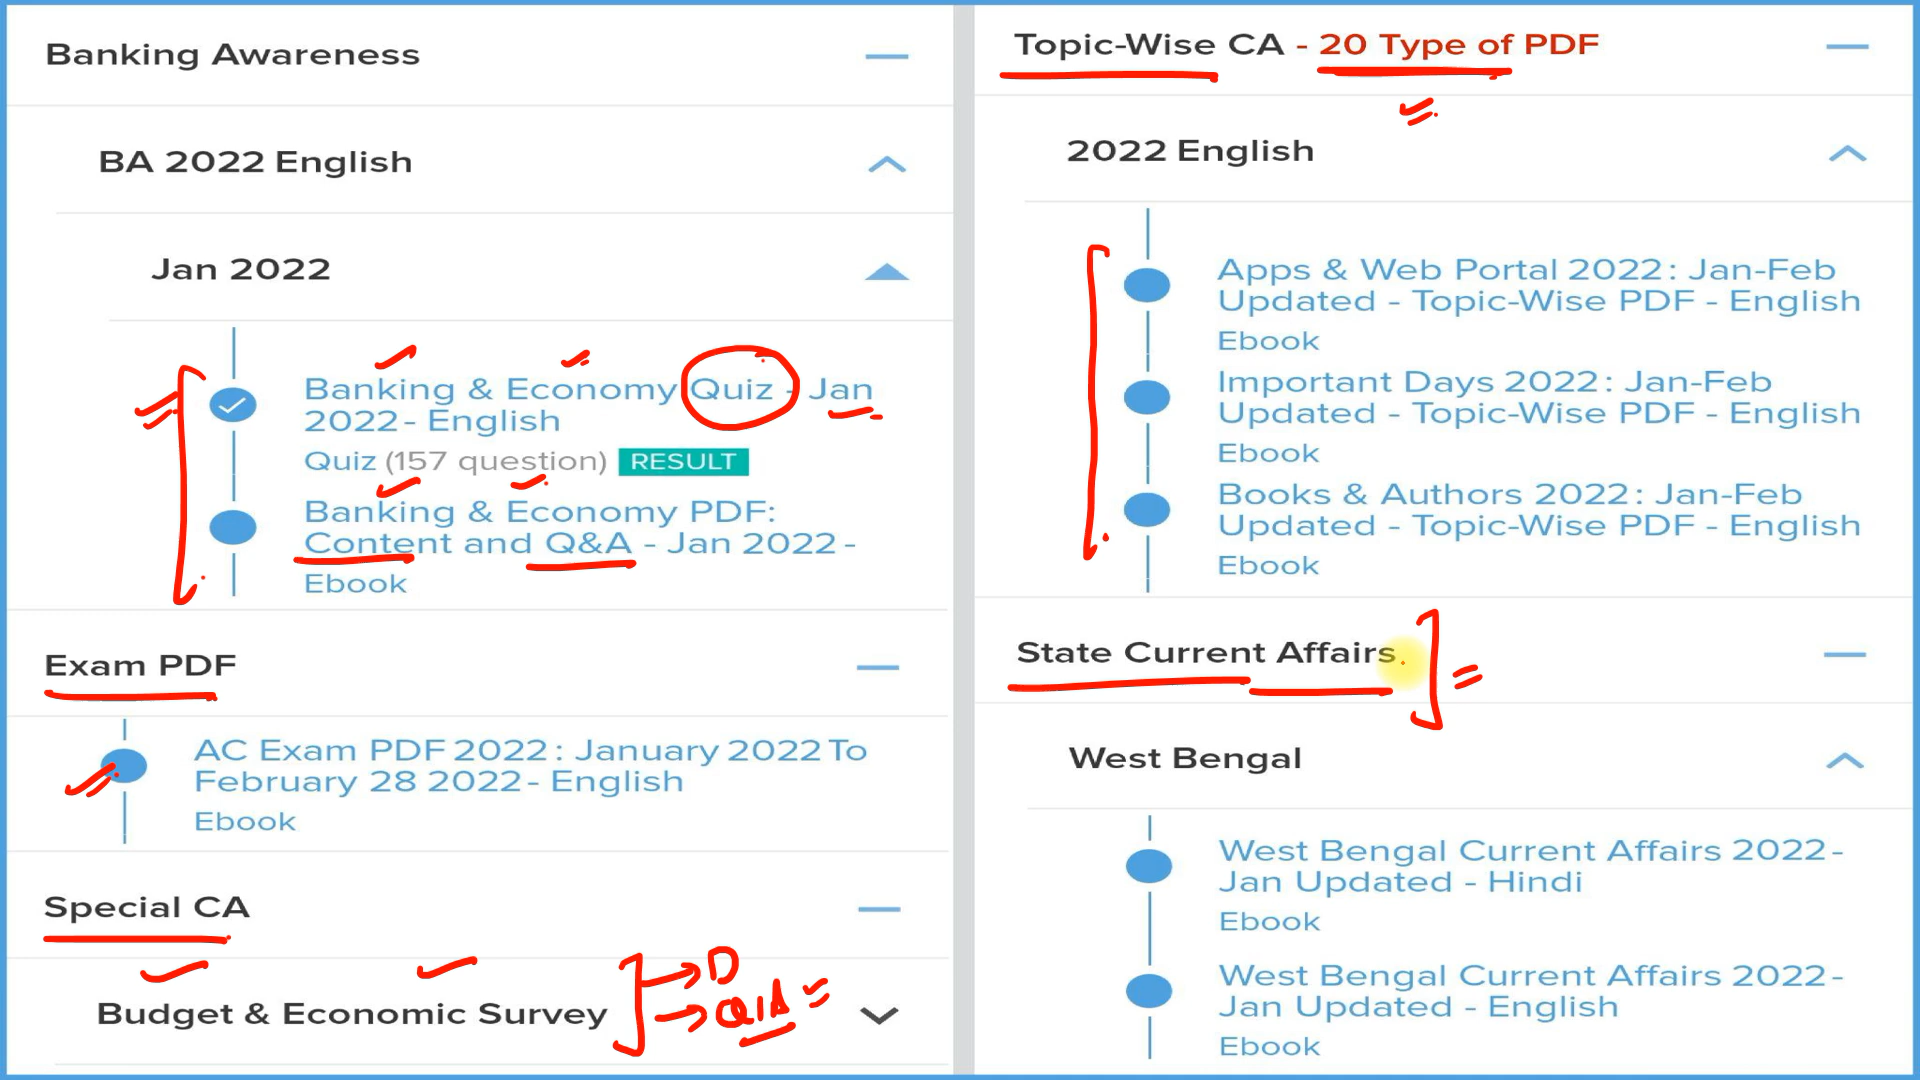 Banking Awareness
BA 2022 English
Jan 2022
Banking & Economy Quiz - Jan
2022 - English
Quiz (157 question) RESULT
Banking & Economy PDF:
Content and Q&A - Jan 2022 -
Ebook
Exam PDF
AC Exam PDF 2022 : January 2022 To
February 28 2022 - English
Ebook
Special CA
Budget & Economic Survey
D
Q&A
Topic-Wise CA - 20 Type of PDF
2022 English
Apps & Web Portal 2022 : Jan-Feb
Updated - Topic-Wise PDF - English
Ebook
Important Days 2022 : Jan-Feb
Updated - Topic-Wise PDF - English
Ebook
Books & Authors 2022 : Jan-Feb
Updated - Topic-Wise PDF - English
Ebook
State Current Affairs
West Bengal
West Bengal Current Affairs 2022 -
Jan Updated - Hindi
Ebook
West Bengal Current Affairs 2022 -
Jan Updated - English
Ebook